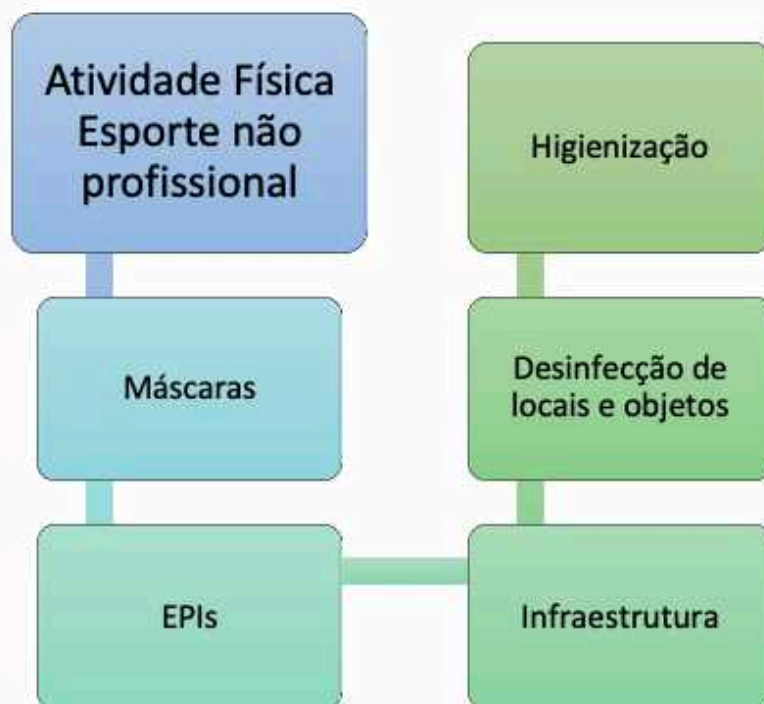 Atividade Física
Esporte não
profissional
Máscaras
EPIs
Infraestrutura
Desinfecção de
locais e objetos
Higienização